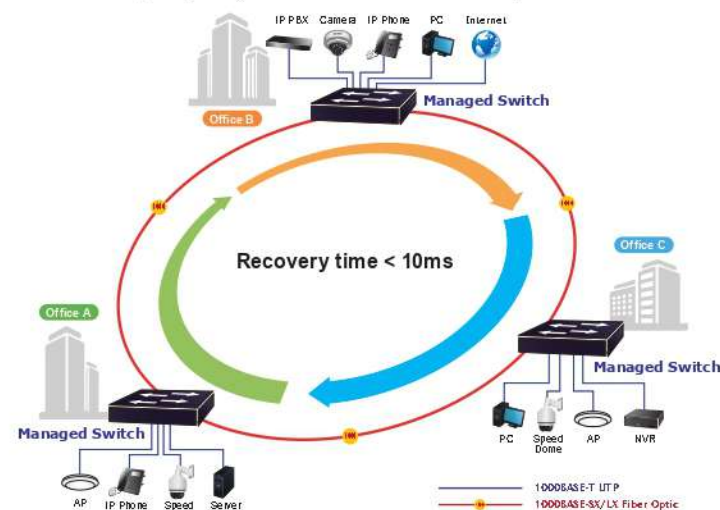 IP PBX
Camera
IP Phone
PC
Internet
Managed Switch
Office B
Office C
Recovery time < 10ms
Office A
Managed Switch
Managed Switch
PC
Speed
Dome
AP
NVR
AP
IP Phone
Speed
Server
1000BASE-T UTP
1000BASE-SX/LX Fiber Optic